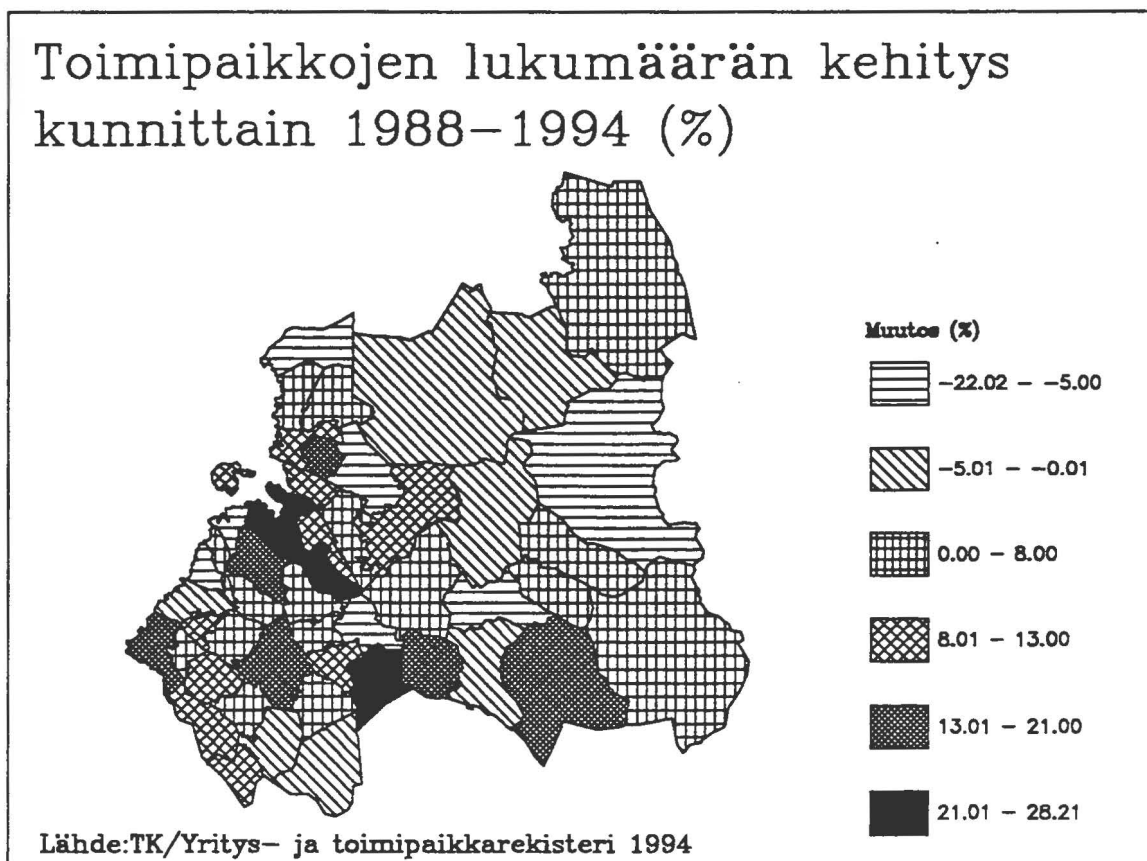 Toimipaikkojen lukumäärän kehitys
kunnittain 1988-1994 (%)
Muutos (%)
-22.02 - -5.00
-5.01 - -0.01
0.00 - 8.00
8.01 - 13.00
13.01 - 21.00
21.01 - 28.21
Lähde:TK/Yritys- ja toimipaikkarekisteri 1994